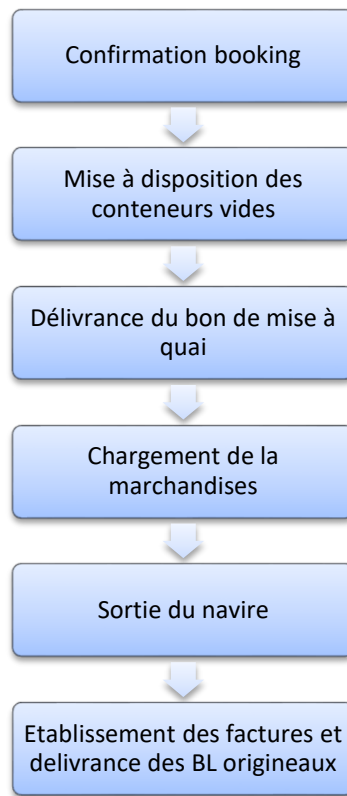 Confirmation booking
Mise à disposition des
conteneurs vides
Délivrance du bon de mise à
quai
Chargement de la
marchandises
Sortie du navire
Etablissement des factures et
delivrance des BL origineaux